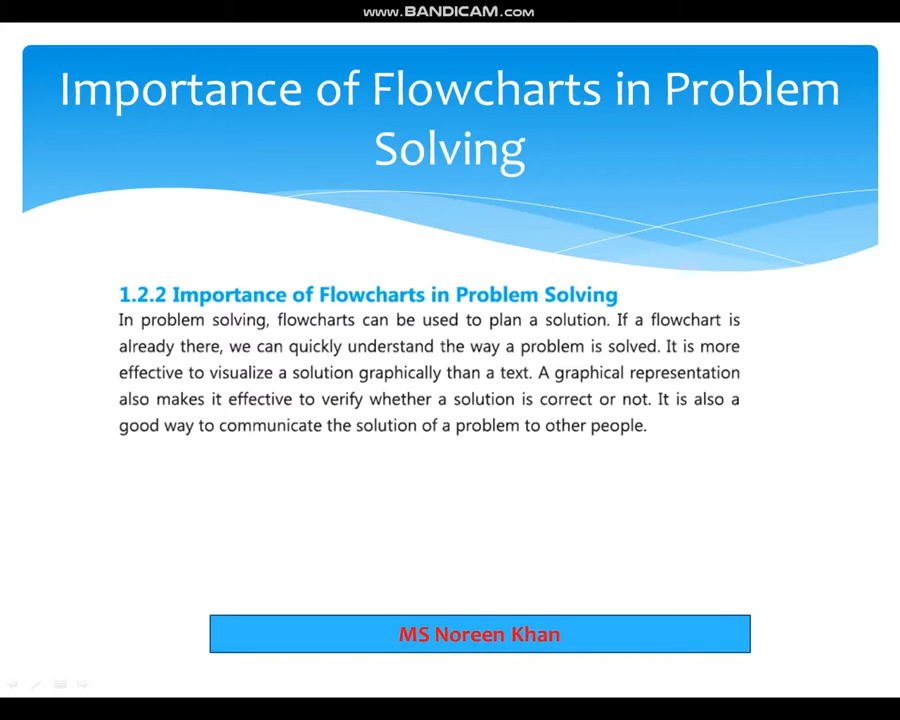 www.BANDICAM.com
Importance of Flowcharts in Problem
Solving
1.2.2 Importance of Flowcharts in Problem Solving
In problem solving, flowcharts can be used to plan a solution. If a flowchart is
already there, we can quickly understand the way a problem is solved. It is more
effective to visualize a solution graphically than a text. A graphical representation
also makes it effective to verify whether a solution is correct or not. It is also a
good way to communicate the solution of a problem to other people.
MS Noreen Khan